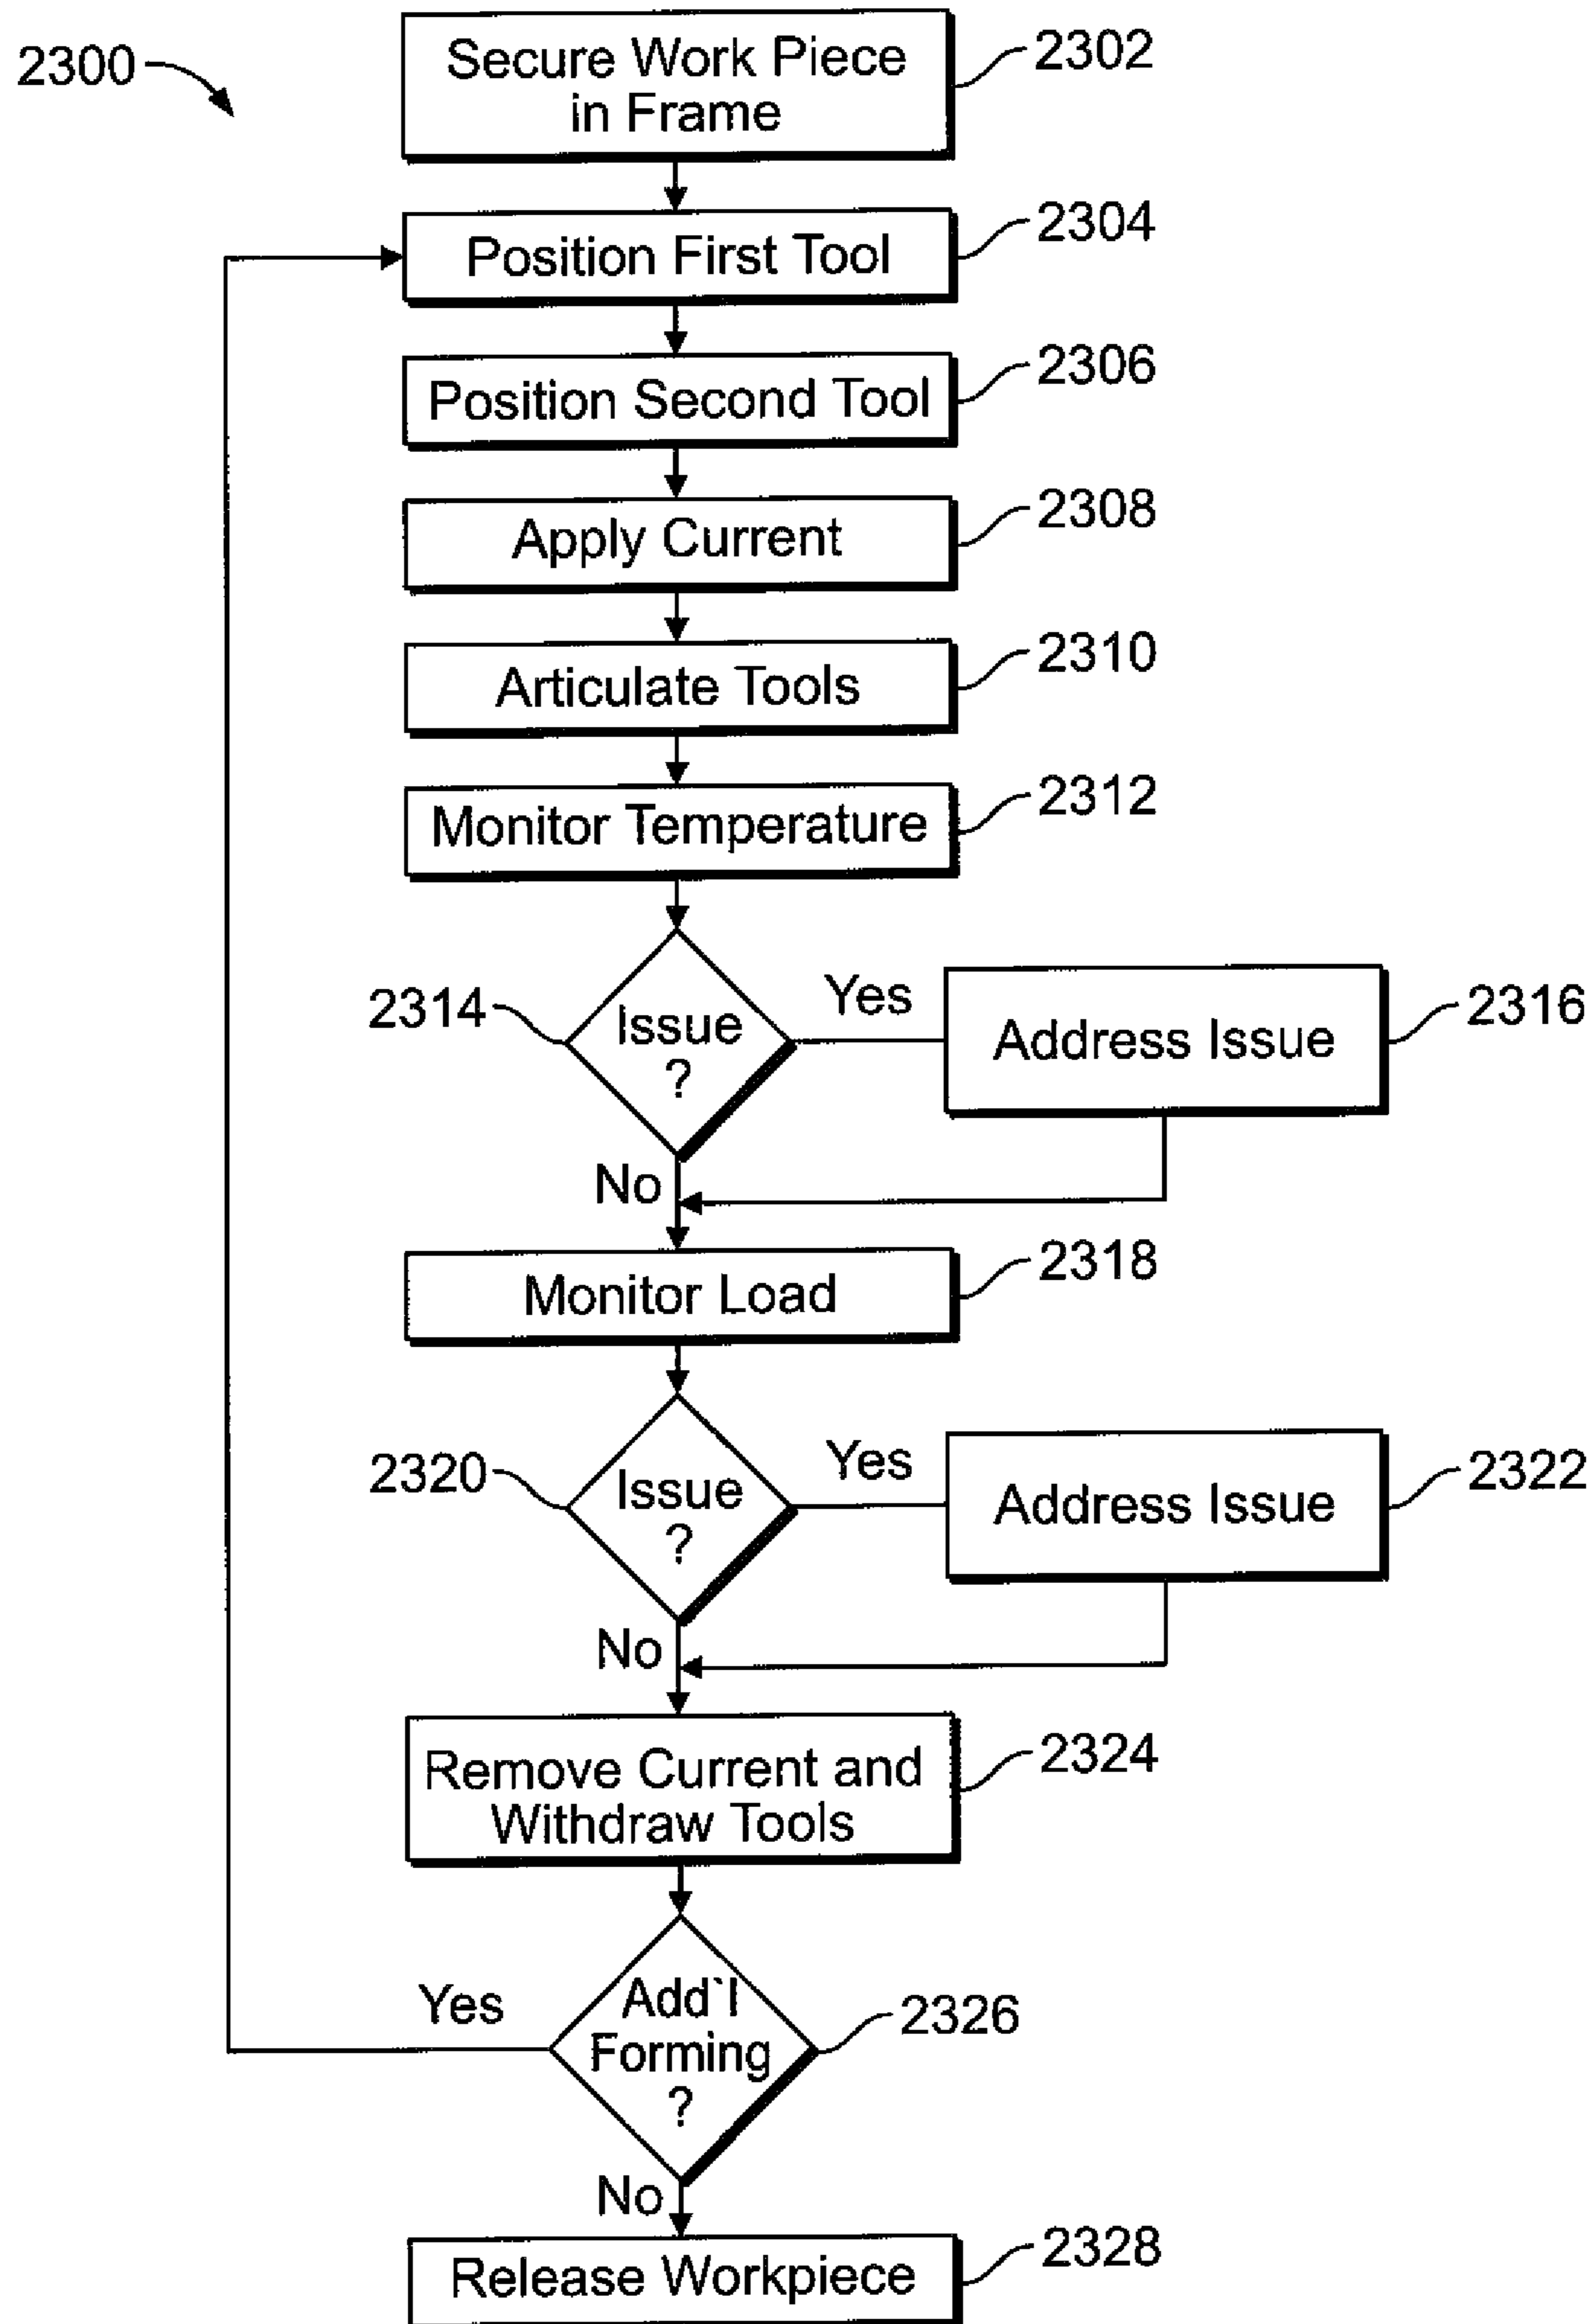 2300
Secure Work Piece
in Frame
2302
Position First Tool
2304
Position Second Tool
2306
Apply Current
2308
Articulate Tools
2310
Monitor Temperature
2312
2314
Issue
?
Yes
Address Issue
2316
No
Monitor Load
2318
2320
Issue
?
Yes
Address Issue
2322
No
Remove Current and
Withdraw Tools
2324
Yes
Add`l
Forming
?
2326
No
Release Workpiece
2328